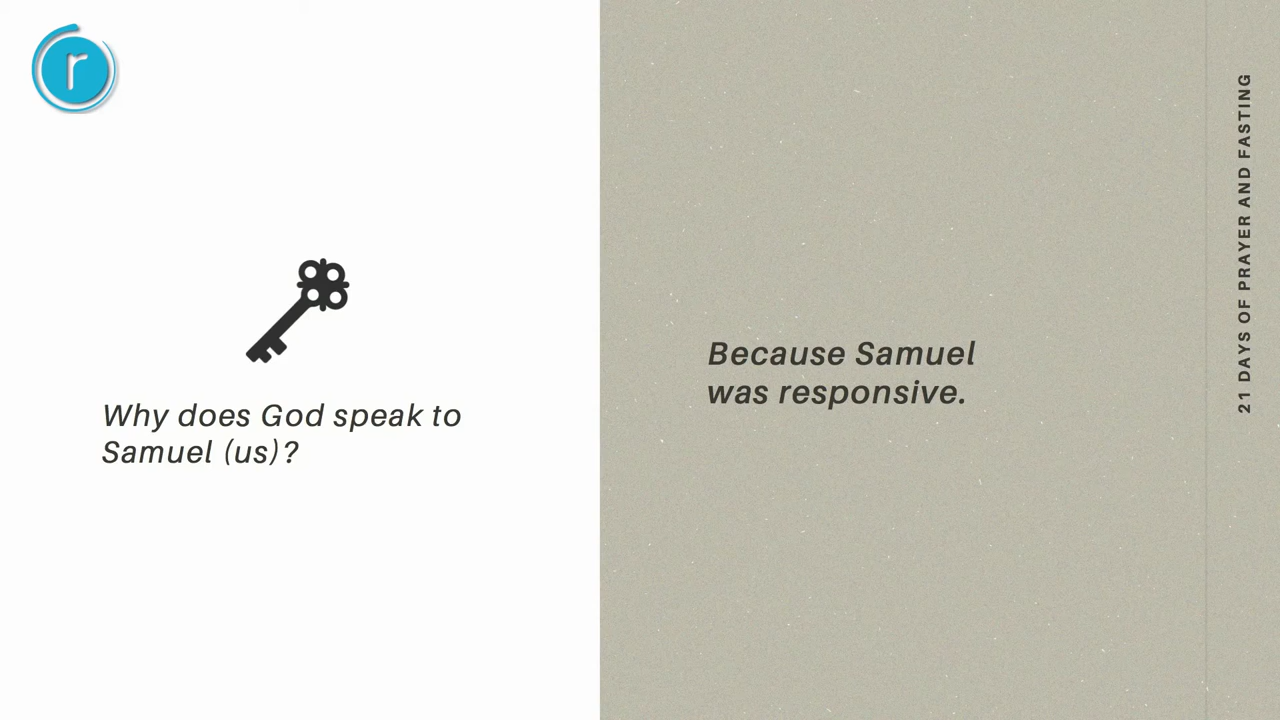 r
Why does God speak to
Samuel (us)?
Because Samuel
was responsive.
21 DAYS OF PRAYER AND FASTING